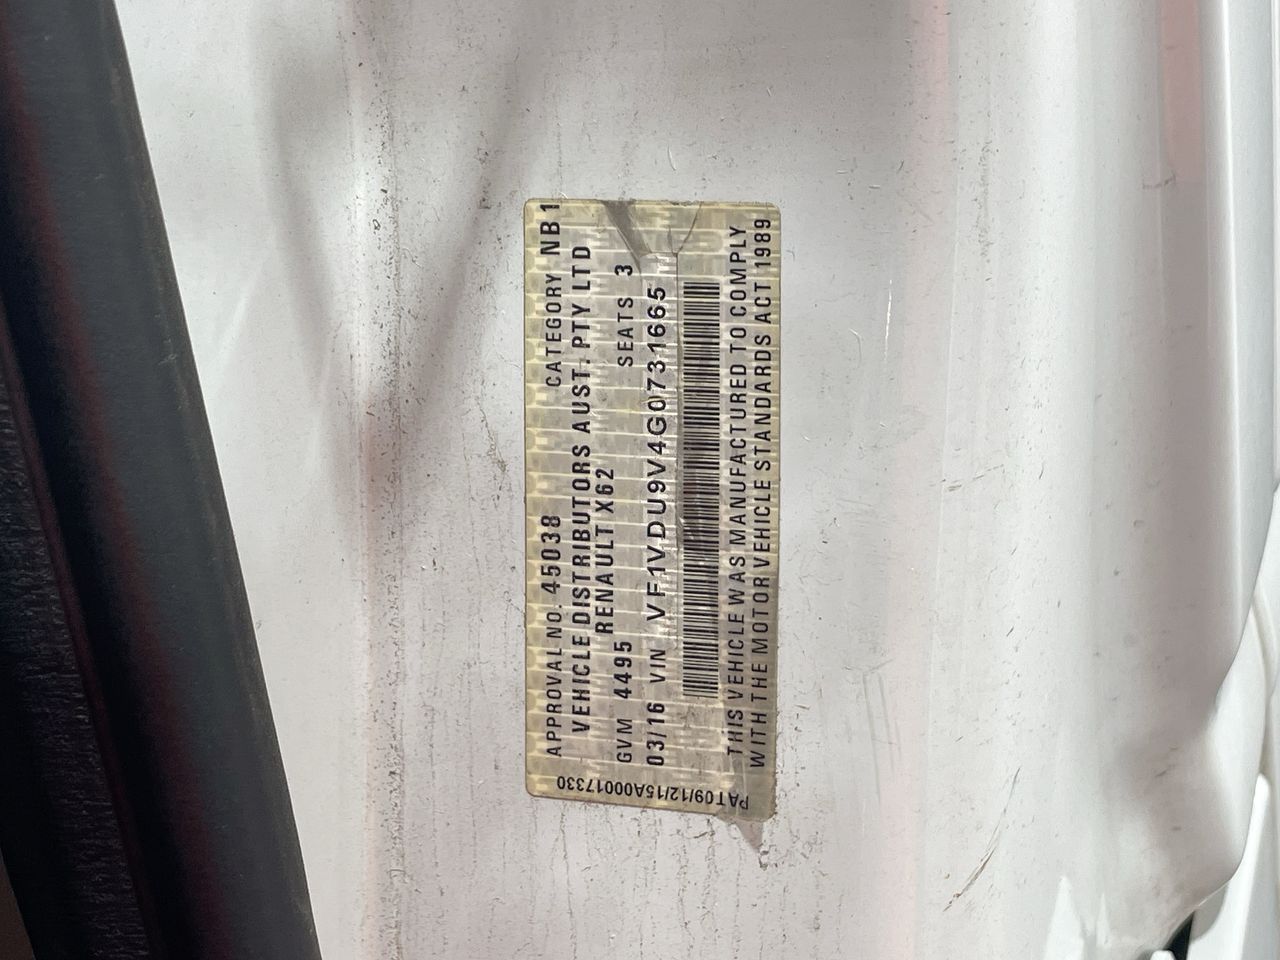 APPROVAL NO. 45038 CATEGORY NB1
VEHICLE DISTRIBUTORS AUST. PTY LTD
RENAULT X62
GVM 4495 SEATS 3
03/16 VIN VF1VDU9V4G0731665
THIS VEHICLE WAS MANUFACTURED TO COMPLY
WITH THE MOTOR VEHICLE STANDARDS ACT 1989
PAT09/12/15A00017330